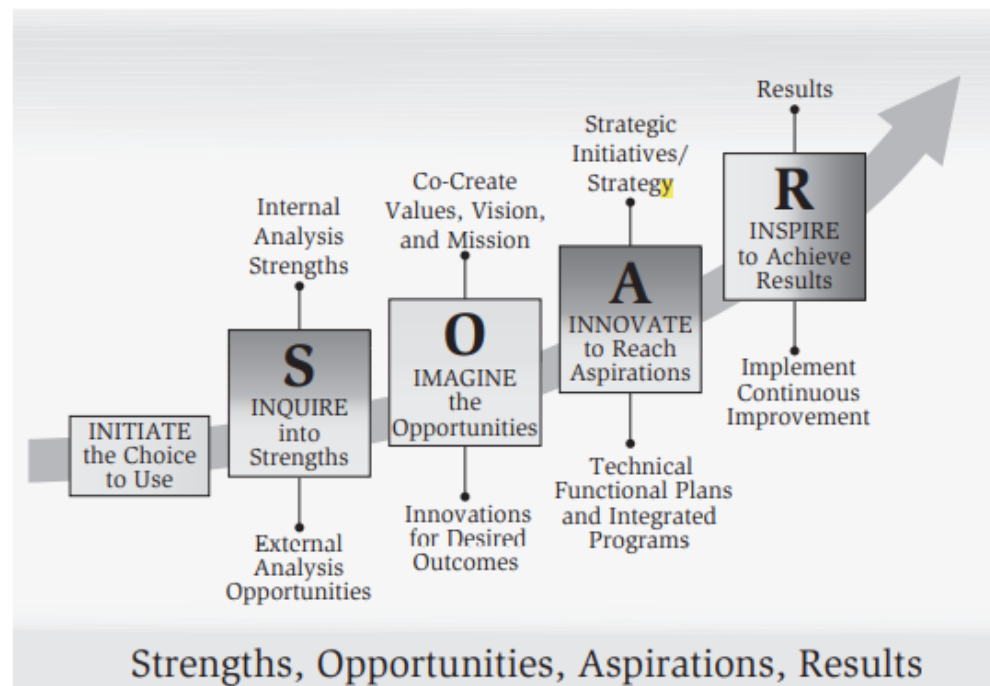 INITIATE
the Choice
to Use
Internal
Analysis
Strengths
S
INQUIRE
into
Strengths
External
Analysis
Opportunities
Co-Create
Values, Vision,
and Mission
O
IMAGINE
the
Opportunities
Innovations
for Desired
Outcomes
Strategic
Initiatives/
Strategy
A
INNOVATE
to Reach
Aspirations
Technical
Functional Plans
and Integrated
Programs
Results
R
INSPIRE
to Achieve
Results
Implement
Continuous
Improvement
Strengths, Opportunities, Aspirations, Results